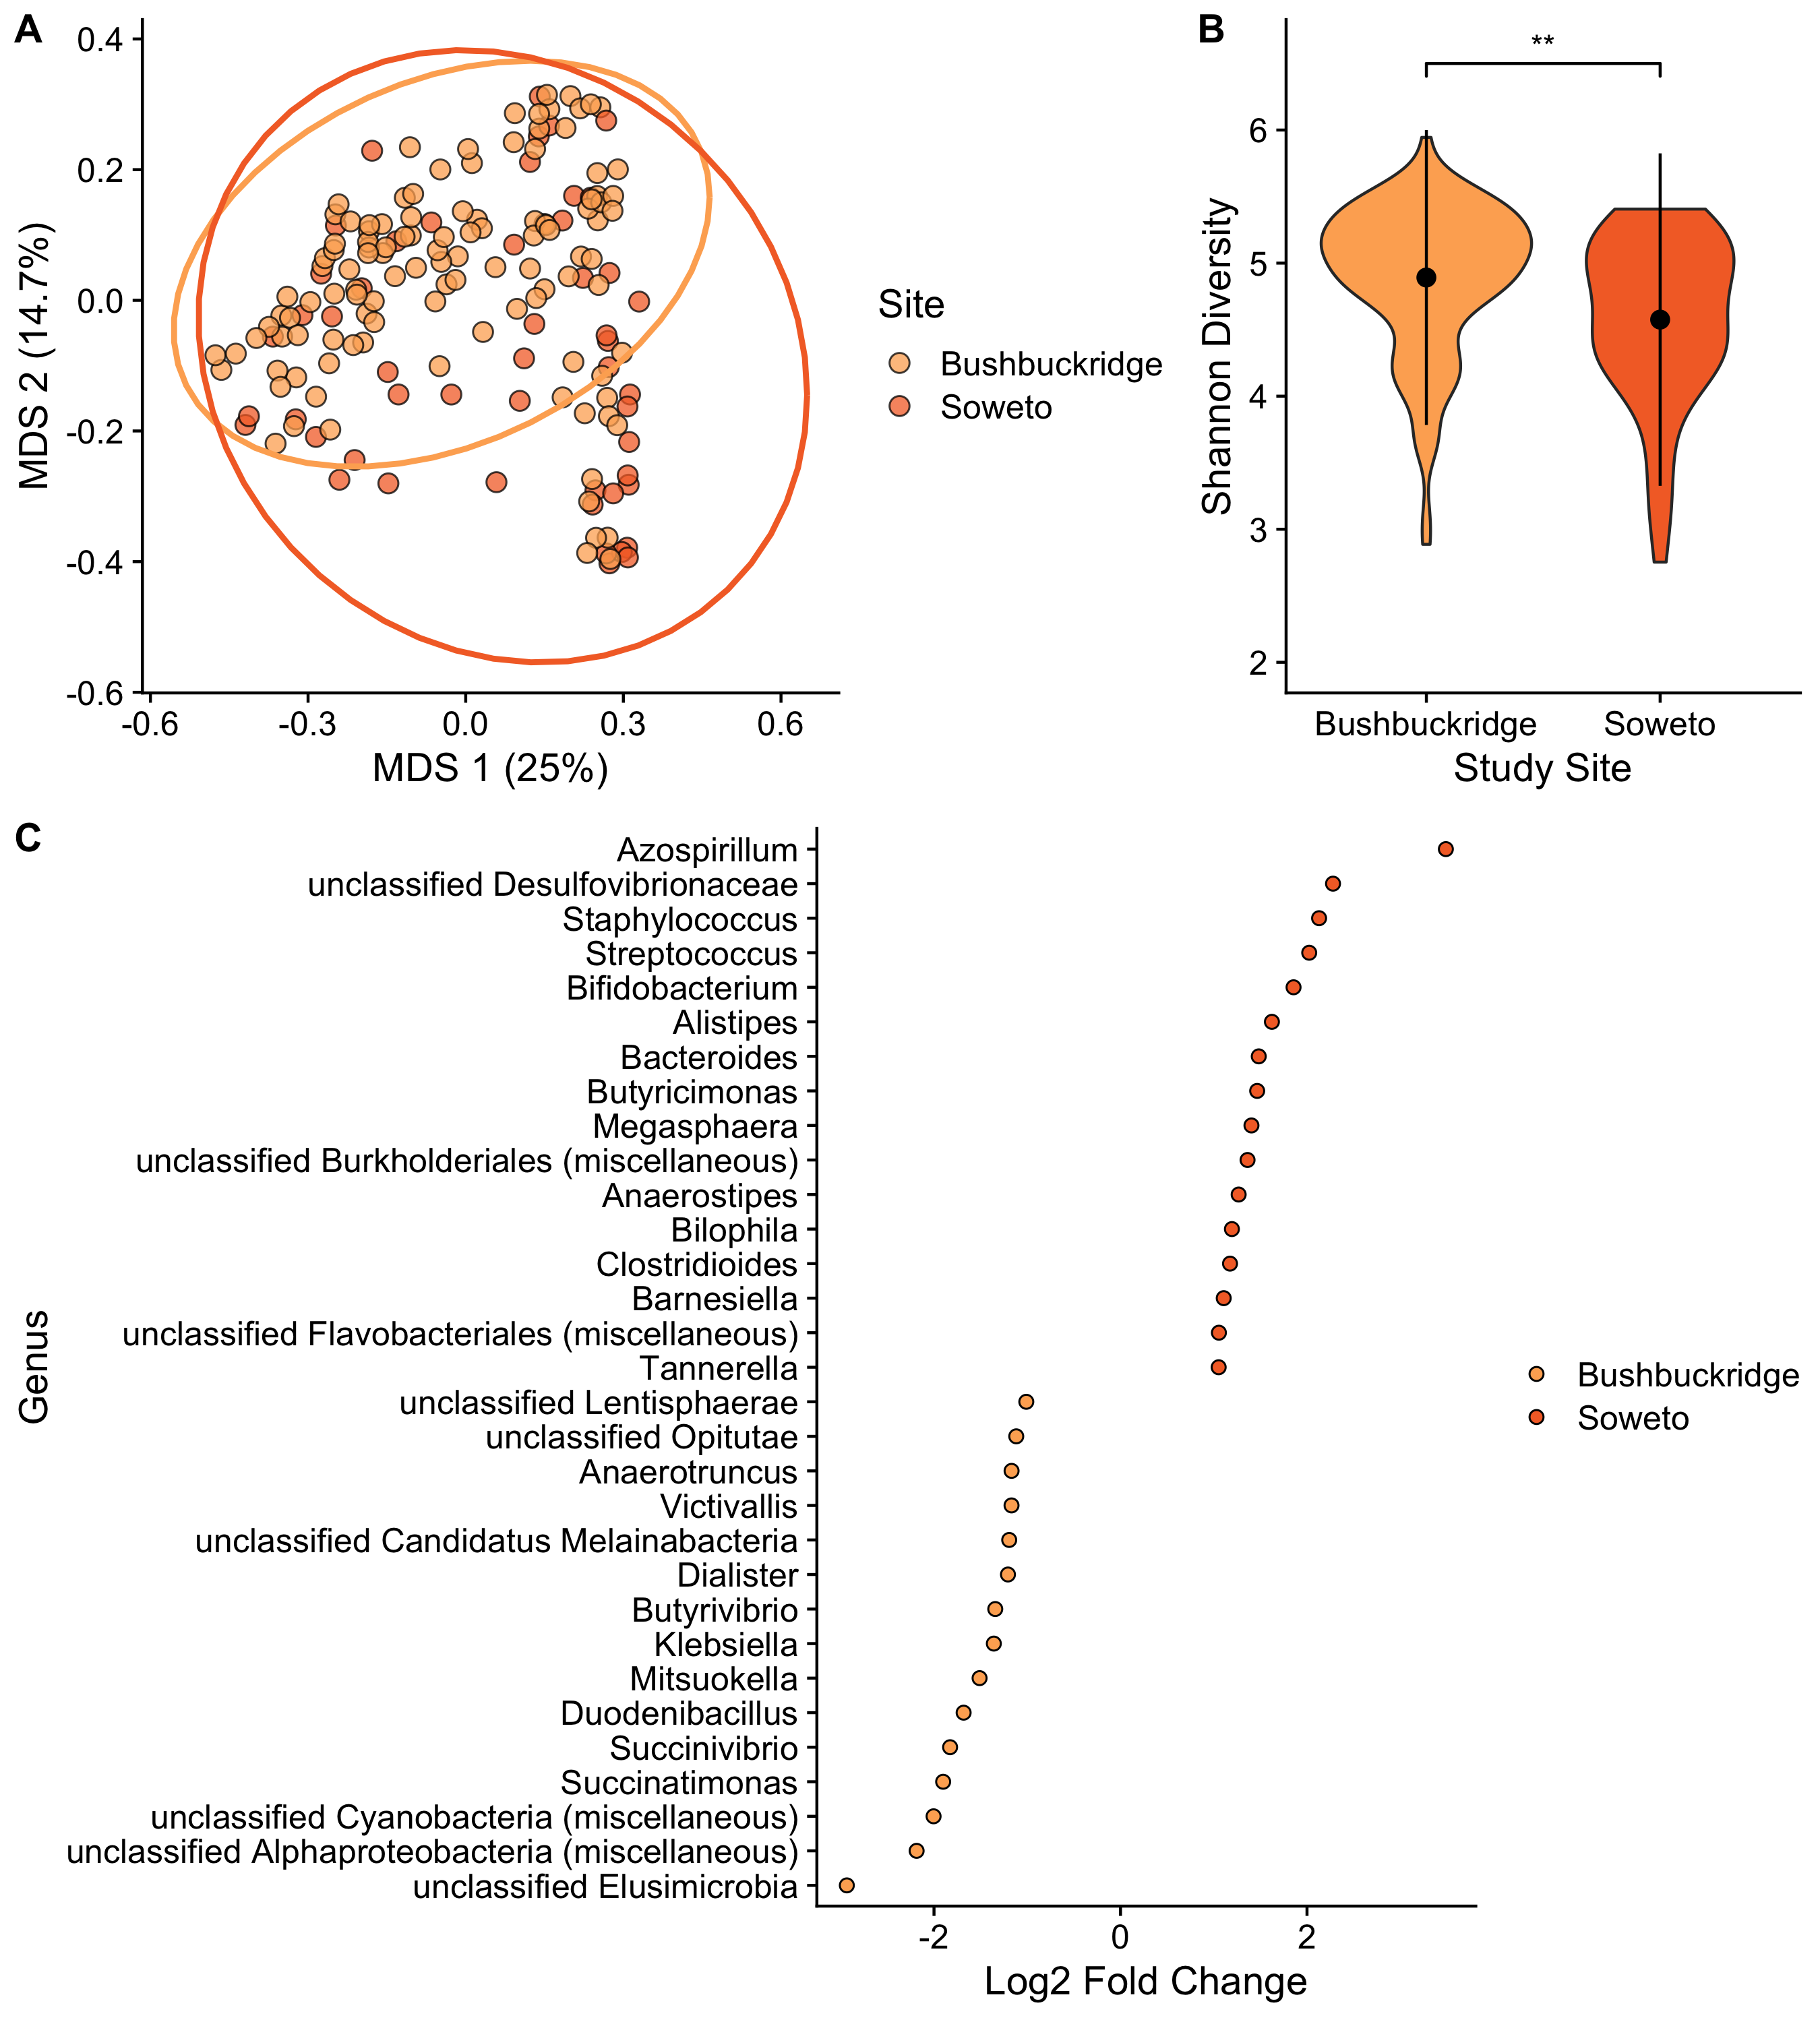 A
0.4
0.2
0.0
-0.2
-0.4
-0.6
-0.6 -0.3 0.0 0.3 0.6
MDS 1 (25%)
MDS 2 (14.7%)
Site
Bushbuckridge
Soweto
B
**
6
5
4
3
2
Shannon Diversity
Bushbuckridge Soweto
Study Site
C
Genus
Azospirillum
unclassified Desulfovibrionaceae
Staphylococcus
Streptococcus
Bifidobacterium
Alistipes
Bacteroides
Butyricimonas
Megasphaera
unclassified Burkholderiales (miscellaneous)
Anaerostipes
Bilophila
Clostridioides
Barnesiella
unclassified Flavobacteriales (miscellaneous)
Tannerella
unclassified Lentisphaerae
unclassified Opitutae
Anaerotruncus
Victivallis
unclassified Candidatus Melainabacteria
Dialister
Butyrivibrio
Klebsiella
Mitsuokella
Duodenibacillus
Succinivibrio
Succinatimonas
unclassified Cyanobacteria (miscellaneous)
unclassified Alphaproteobacteria (miscellaneous)
unclassified Elusimicrobia
-2 0 2
Log2 Fold Change
Bushbuckridge
Soweto